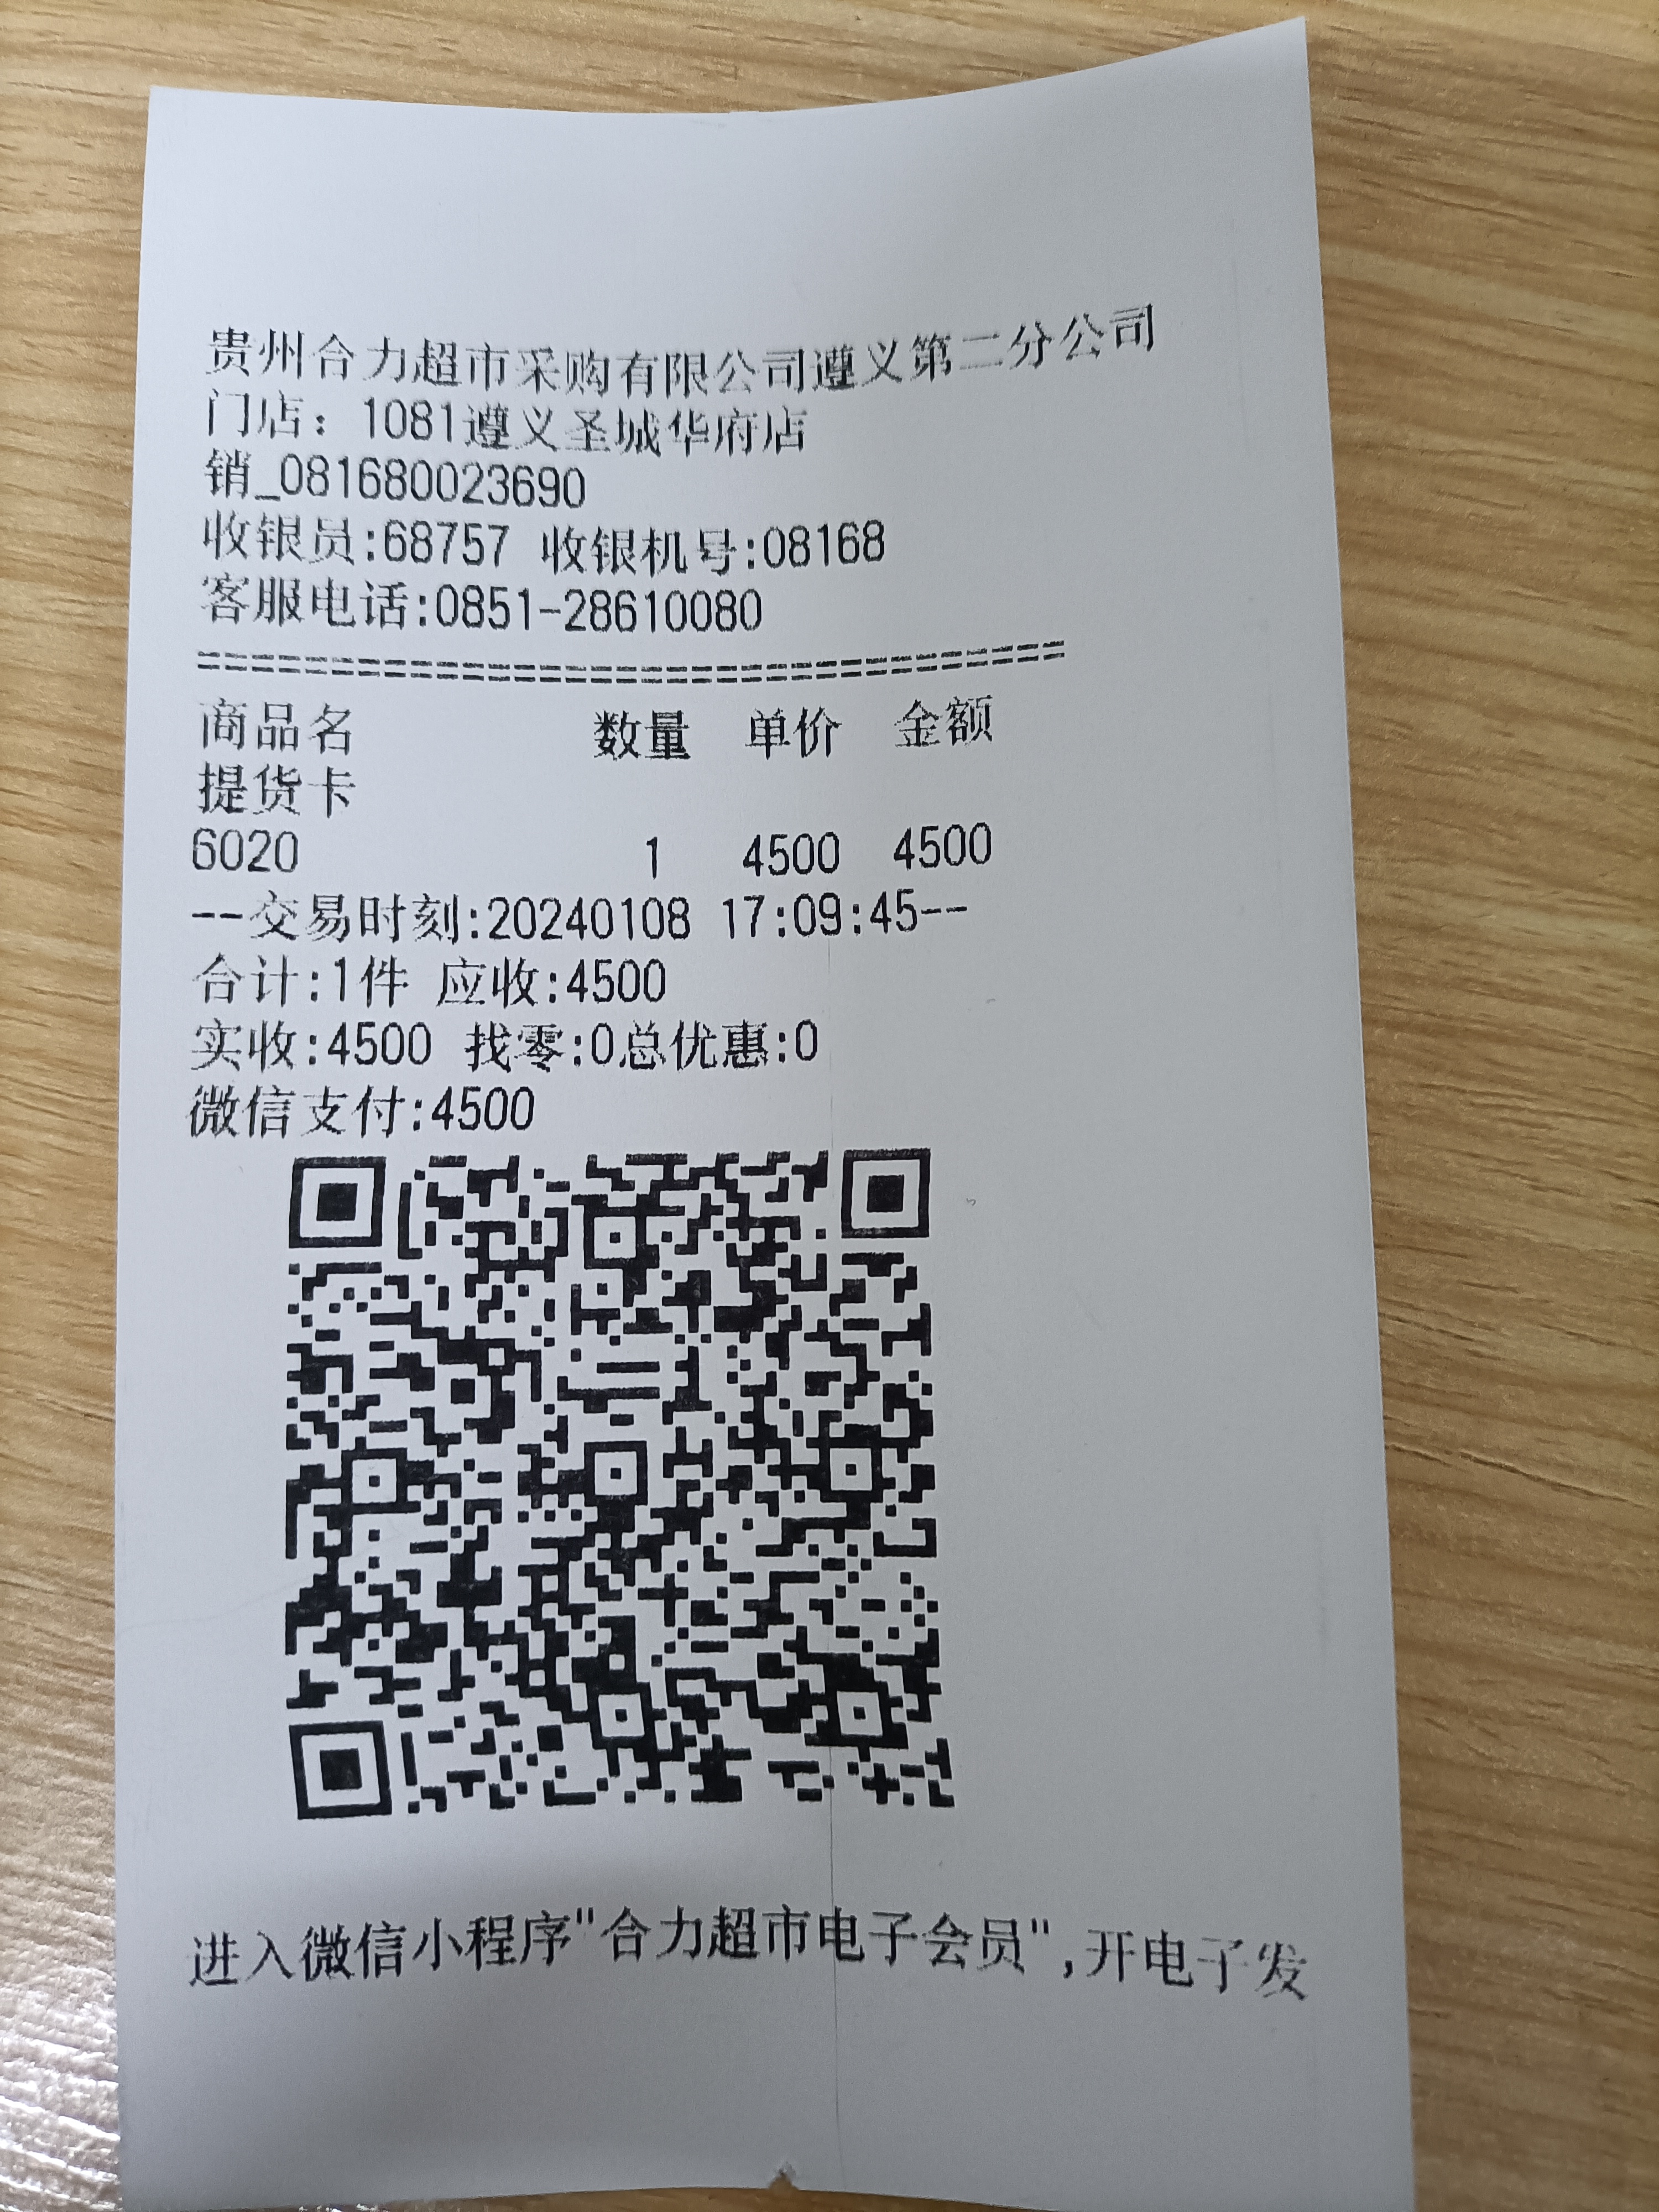 贵州合力超市采购有限公司遵义第二分公司
门店：1081遵义圣城华府店
销_081680023690
收银员:68757 收银机号:08168
客服电话:0851-28610080
=================================
商品名 数量 单价 金额
提货卡
6020 1 4500 4500
--交易时刻:20240108 17:09:45--
合计:1件 应收:4500
实收:4500 找零:0总优惠:0
微信支付:4500
进入微信小程序"合力超市电子会员",开电子发